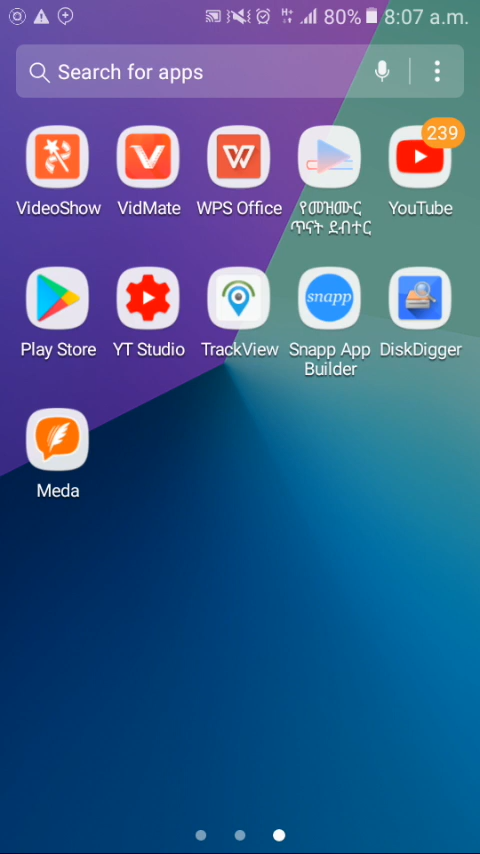 H+ 80% 8:07 a.m.
Search for apps
239
VideoShow VidMate WPS Office የመዝሙር YouTube
ጥናት ደብተር
snapp
Play Store YT Studio TrackView Snapp App DiskDigger
Builder
Meda